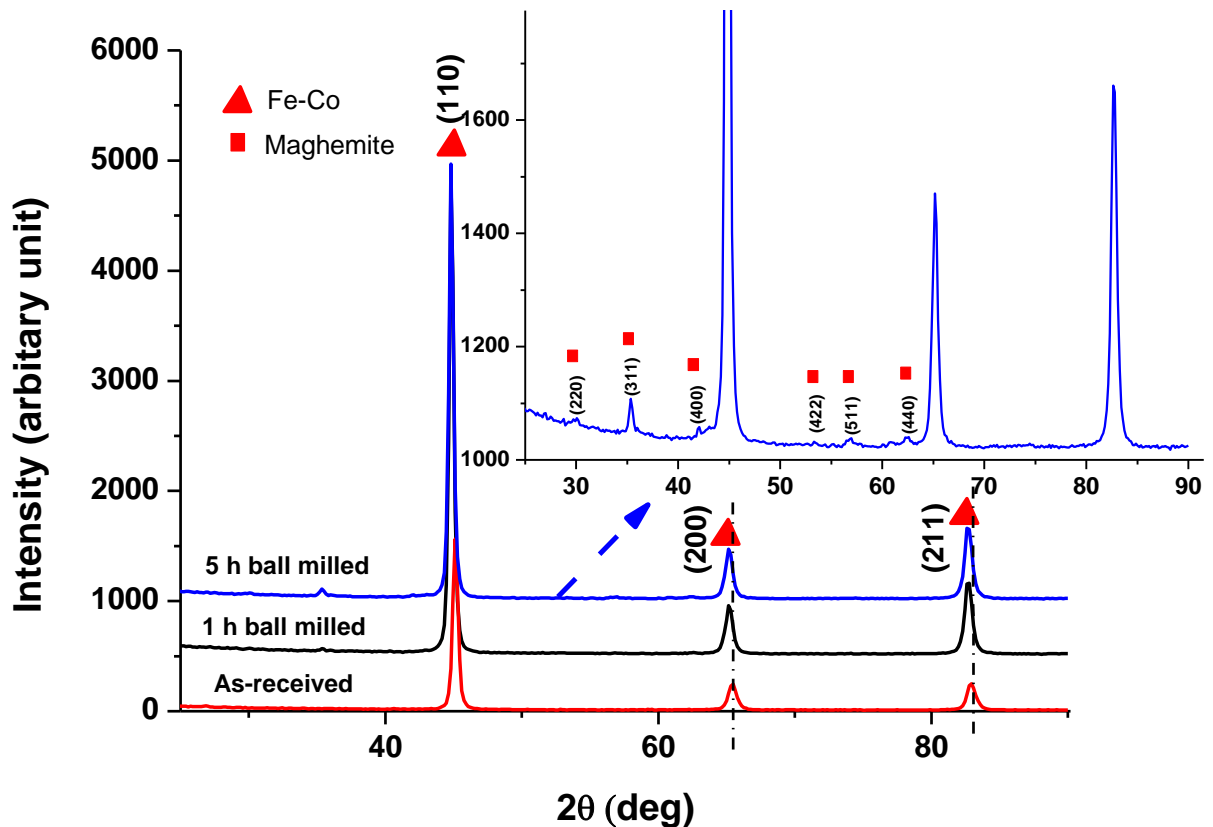 6000
5000
4000
3000
2000
1000
0
Intensity (arbitary unit)
Fe-Co
Maghemite
(110)
1600
1400
1200
1000
(220)
(311)
(400)
(422)
(511)
(440)
30 40 50 60 70 80 90
(200)
(211)
5 h ball milled
1 h ball milled
As-received
40 60 80
2θ (deg)